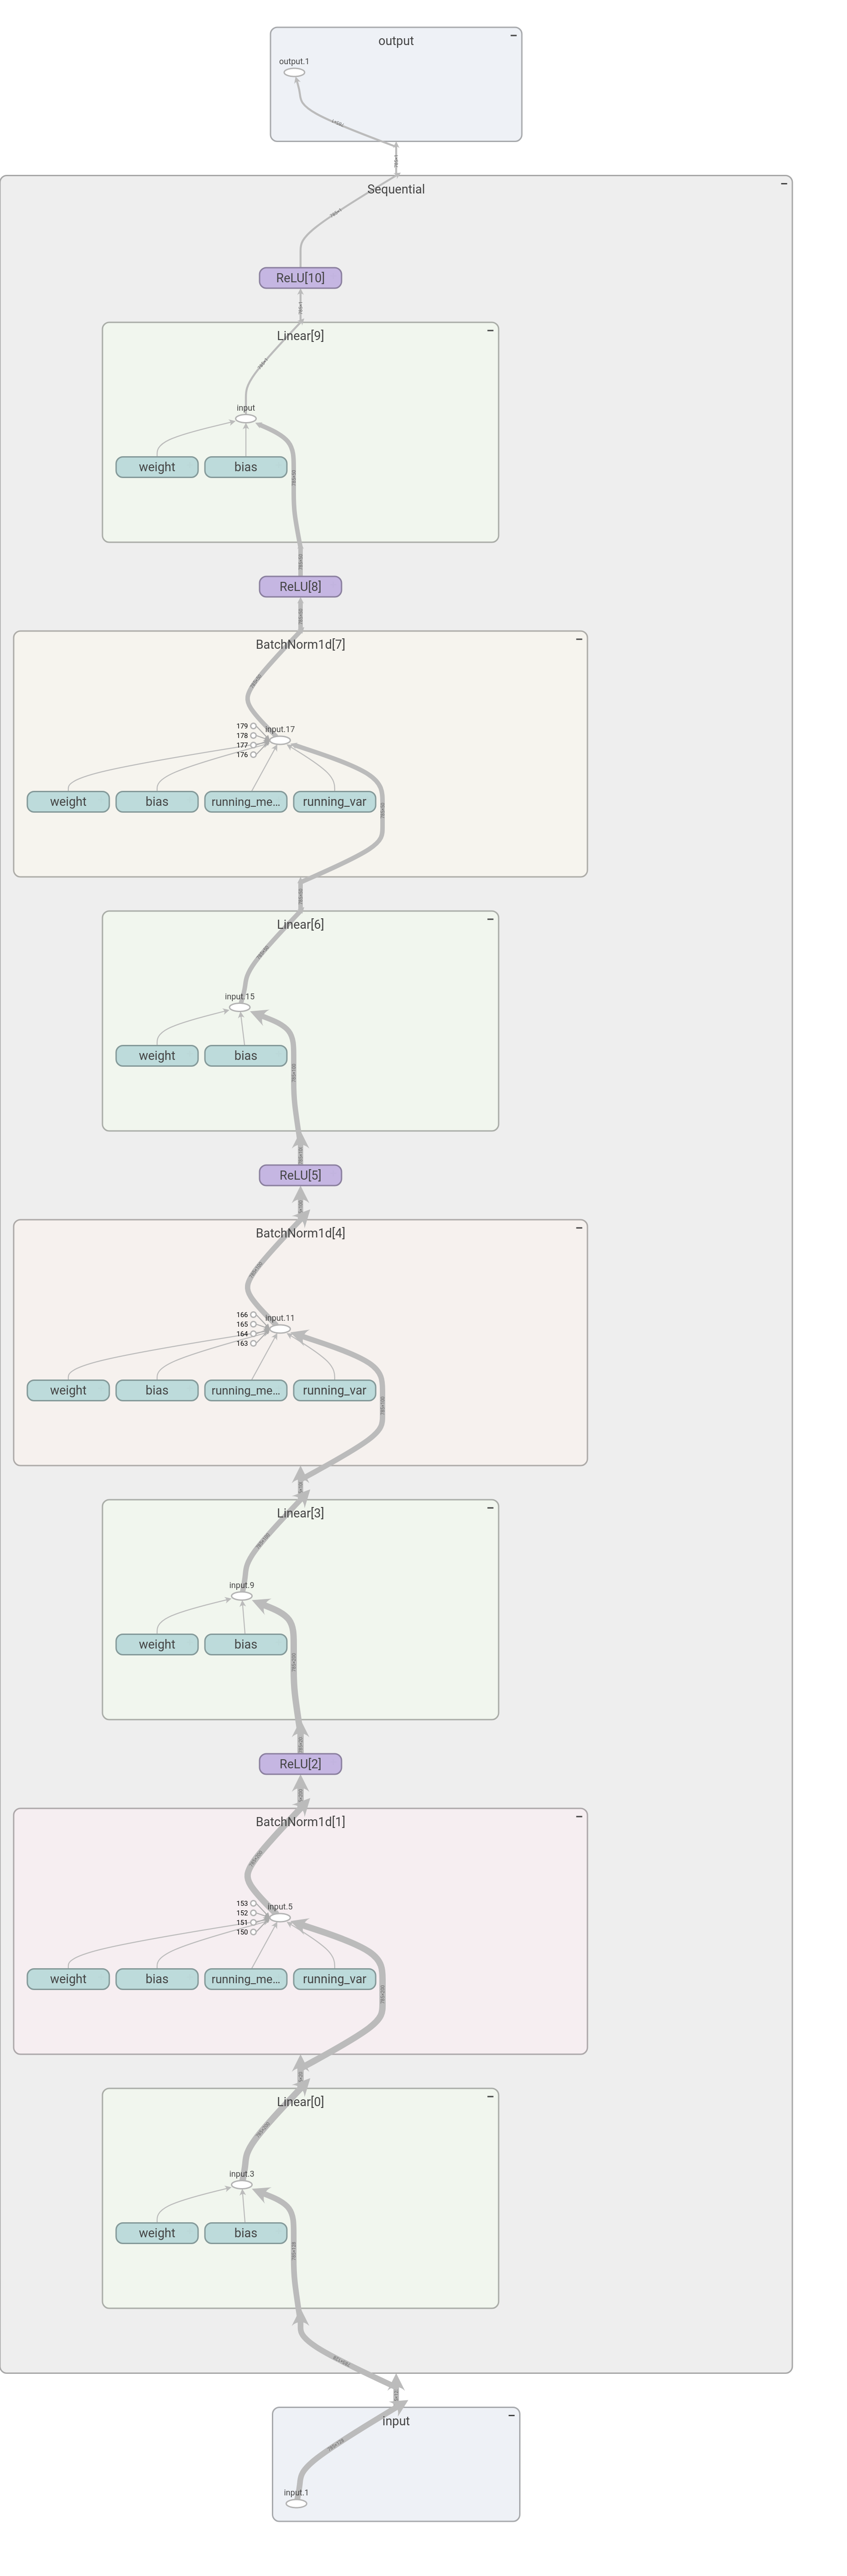 output
output.1
Sequential
ReLU[10]
Linear[9]
input
weight
bias
ReLU[8]
BatchNorm1d[7]
179
178
177
176
input.17
weight
bias
running_me...
running_var
Linear[6]
input.15
weight
bias
ReLU[5]
BatchNorm1d[4]
166
165
164
163
input.11
weight
bias
running_me...
running_var
Linear[3]
input.9
weight
bias
ReLU[2]
BatchNorm1d[1]
153
152
151
150
input.5
weight
bias
running_me...
running_var
Linear[0]
input.3
weight
bias
input
input.1